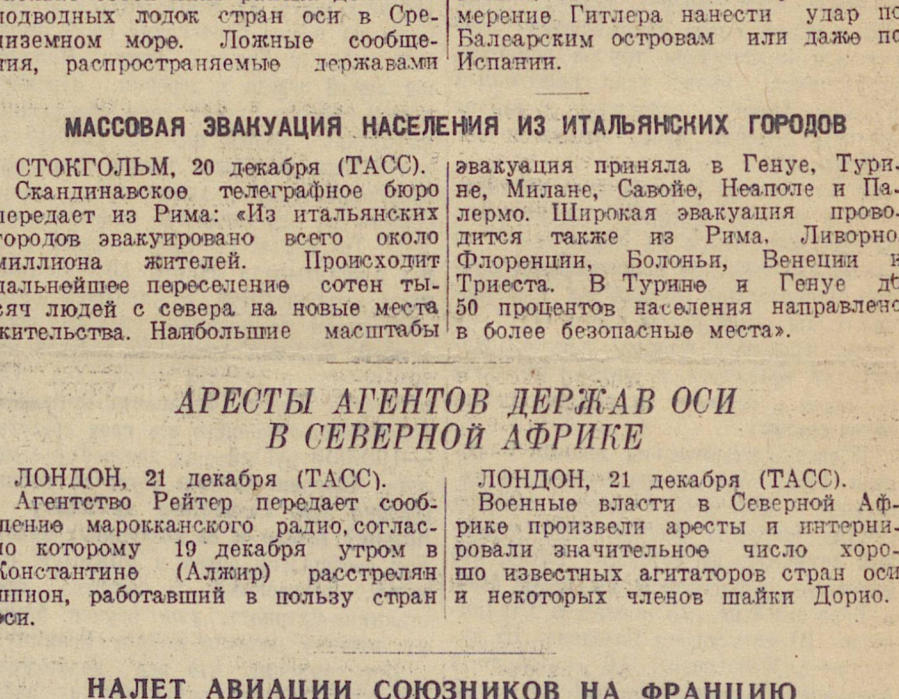 подводных лодок стран оси в Сре-
диземном море. Ложные сообще-
ния, распространяемые державами
мерение Гитлера нанести удар по
Балеарским островам или даже по
Испании.
МАССОВАЯ ЭВАКУАЦИЯ НАСЕЛЕНИЯ ИЗ ИТАЛЬЯНСКИХ ГОРОДОВ
СТОКГОЛЬМ, 20 декабря (ТАСС).
Скандинавское телеграфное бюро
передает из Рима: «Из итальянских
городов эвакуировано всего около
миллиона жителей. Происходит
дальнейшее переселение сотен ты-
сяч людей с севера на новые места
жительства. Наибольшие масштабы
эвакуация приняла в Генуе, Тури-
не, Милане, Савойе, Неаполе и Па-
лермо. Широкая эвакуация прово-
дится также из Рима, Ливорно,
Флоренции, Болоньи, Венеции и
Триеста. В Турине и Генуе до
50 процентов населения направлено
в более безопасные места».
АРЕСТЫ АГЕНТОВ ДЕРЖАВ ОСИ
В СЕВЕРНОЙ АФРИКЕ
ЛОНДОН, 21 декабря (ТАСС).
Агентство Рейтер передает сооб-
щение марокканского радио, соглас-
но которому 19 декабря утром в
Константине (Алжир) расстрелян
шпион, работавший в пользу стран
оси.
ЛОНДОН, 21 декабря (ТАСС).
Военные власти в Северной Аф-
рике произвели аресты и интерни-
ровали значительное число хоро-
шо известных агитаторов стран оси
и некоторых членов шайки Дорио.
НАЛЕТ АВИАЦИИ СОЮЗНИКОВ НА ФРАНЦИЮ